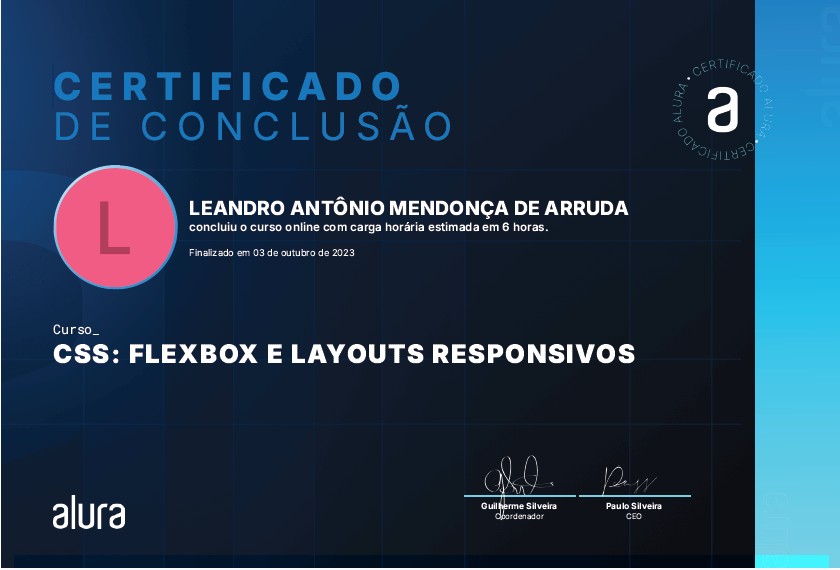 CERTIFICADO
DE CONCLUSÃO
• CERTIFICADO ALURA • CERTIFICADO ALURA
a
L
LEANDRO ANTÔNIO MENDONÇA DE ARRUDA
concluiu o curso online com carga horária estimada em 6 horas.
Finalizado em 03 de outubro de 2023
Curso_
CSS: FLEXBOX E LAYOUTS RESPONSIVOS
alura
Guilherme Silveira
Coordenador
Paulo Silveira
CEO